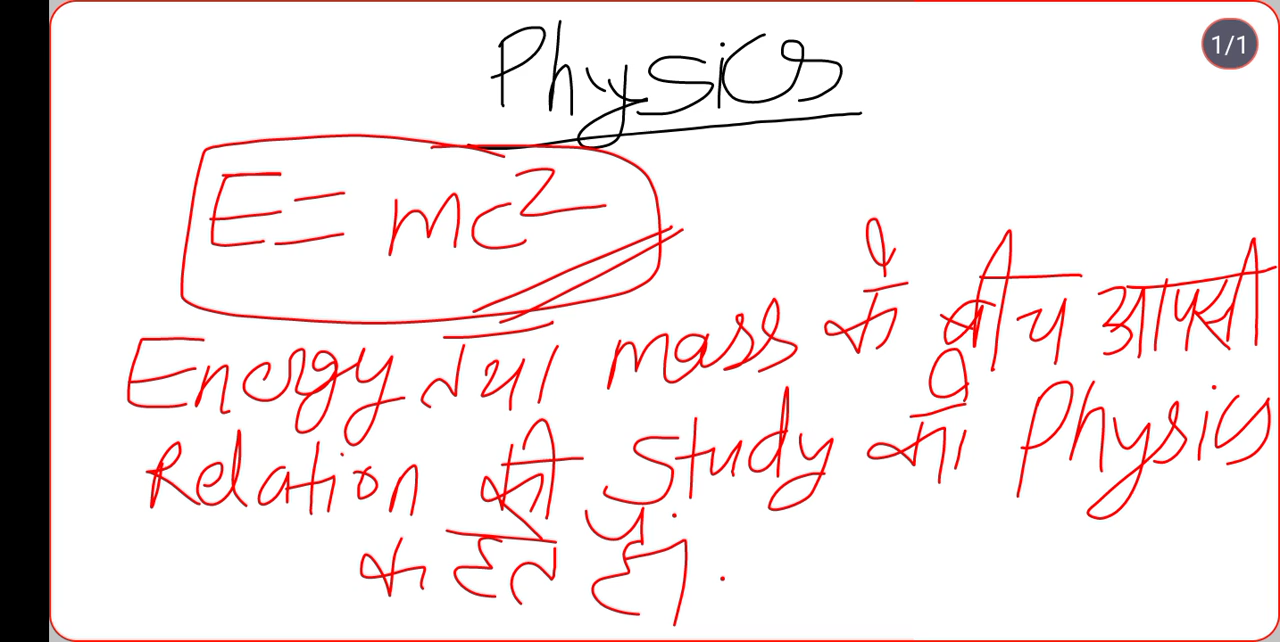 Physics
1/1
E = mc²
Energy तथा mass के बीच आपसी
Relation की study को Physics
कहते हैं।